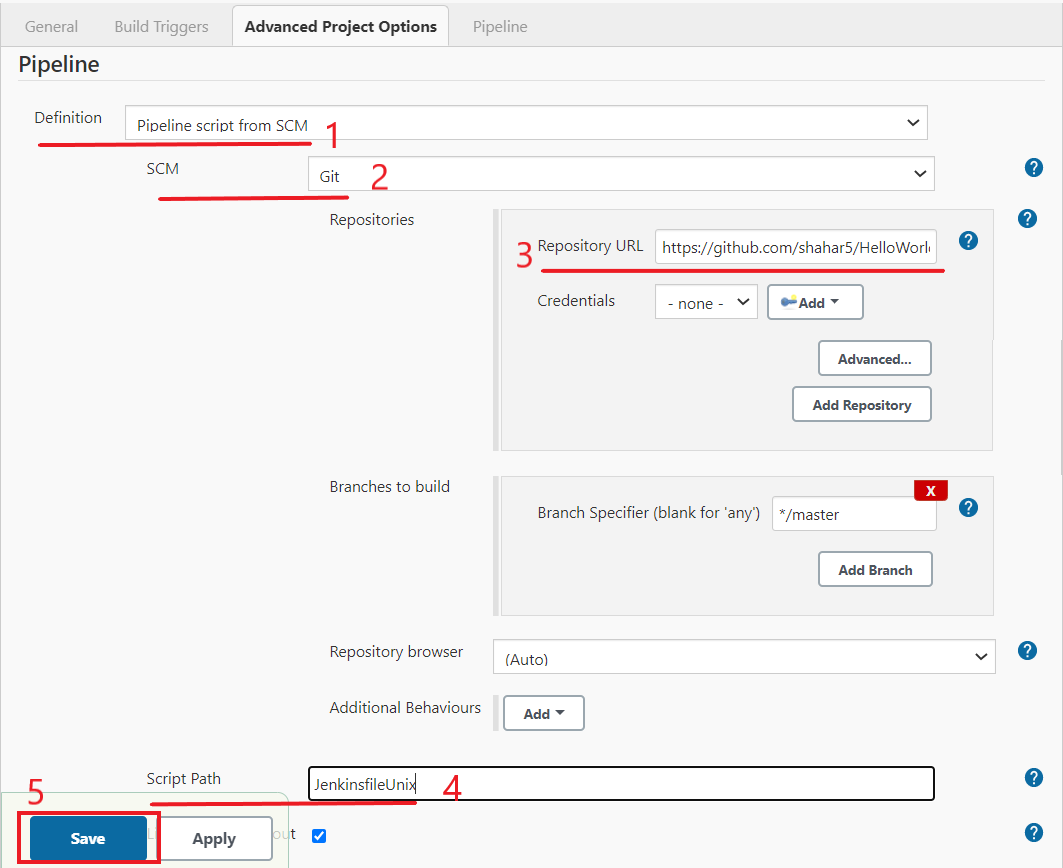 General Build Triggers Advanced Project Options Pipeline
Pipeline
Definition Pipeline script from SCM 1
SCM Git 2
?
Repositories ?
3 Repository URL https://github.com/shahar5/HelloWorl ?
Credentials - none - Add
Advanced...
Add Repository
Branches to build X
Branch Specifier (blank for 'any') */master ?
Add Branch
Repository browser (Auto) ?
Additional Behaviours Add
Script Path JenkinsfileUnix 4 ?
5
Save Apply out ?